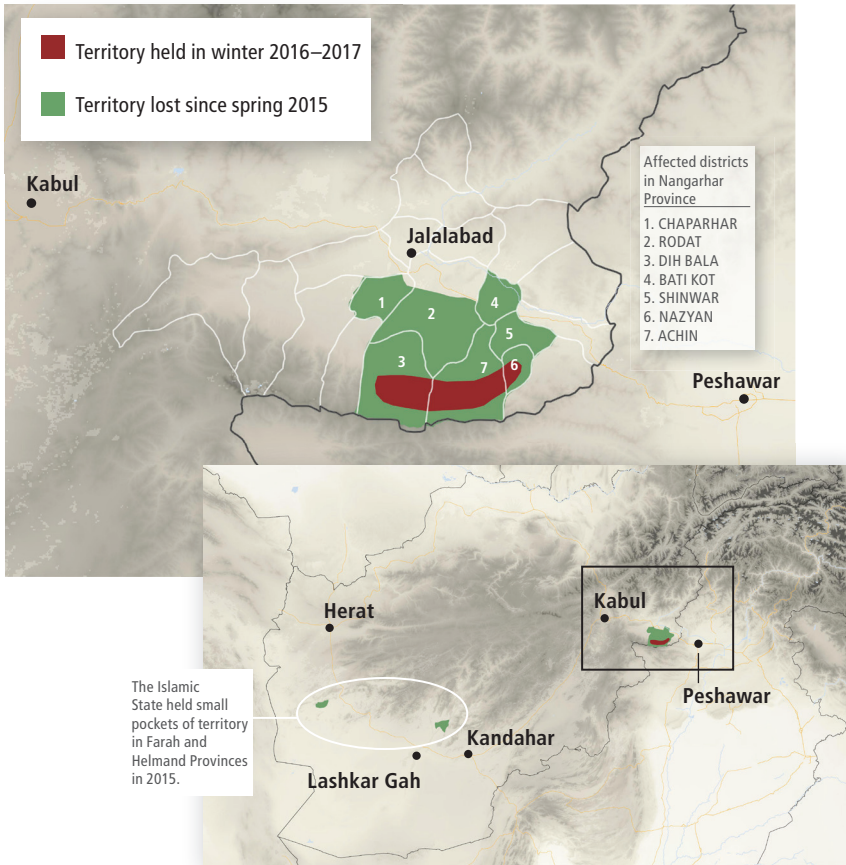 Territory held in winter 2016–2017
Territory lost since spring 2015
Kabul
Jalalabad
Affected districts
in Nangarhar
Province
1. CHAPARHAR
2. RODAT
3. DIH BALA
4. BATI KOT
5. SHINWAR
6. NAZYAN
7. ACHIN
1
2
4
5
3
7
6
Peshawar
Herat
Kabul
Peshawar
The Islamic
State held small
pockets of territory
in Farah and
Helmand Provinces
in 2015.
Kandahar
Lashkar Gah